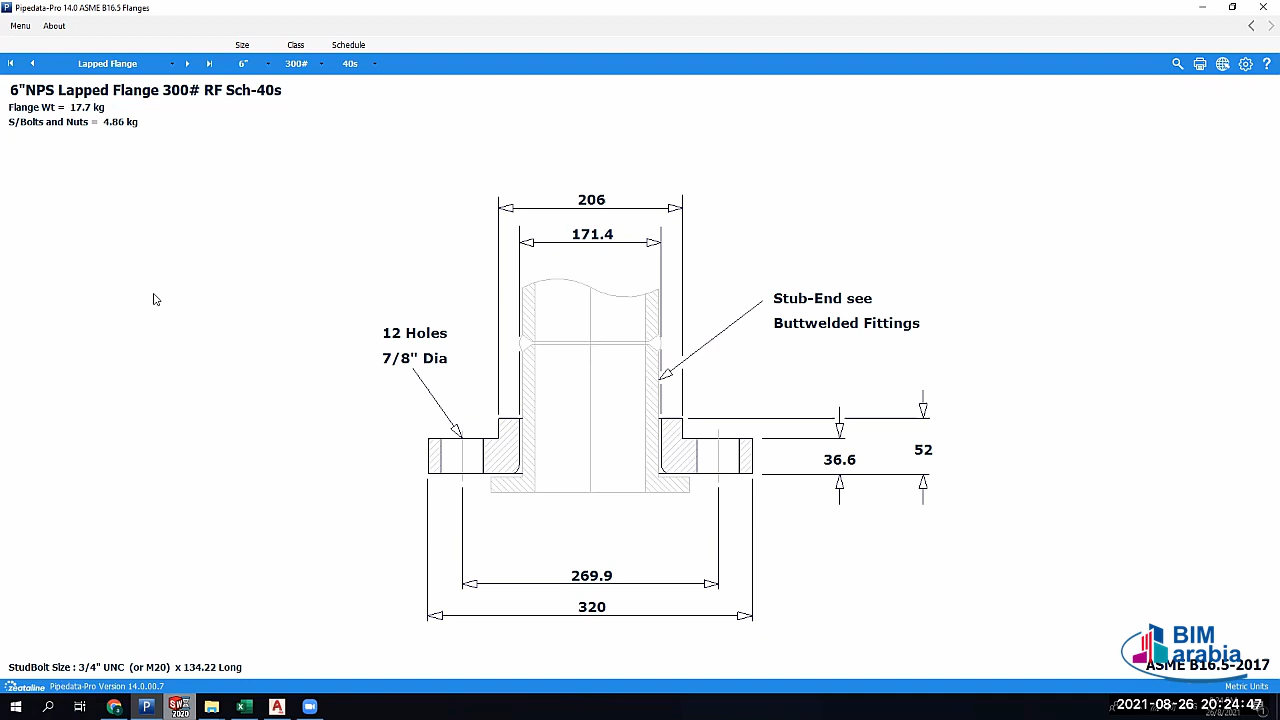 Pipedata-Pro 14.0 ASME B16.5 Flanges
Menu About
Size Class Schedule
Lapped Flange 6" 300# 40s
6"NPS Lapped Flange 300# RF Sch-40s
Flange Wt = 17.7 kg
S/Bolts and Nuts = 4.86 kg
206
171.4
Stub-End see
Buttwelded Fittings
12 Holes
7/8" Dia
52
36.6
269.9
320
BIM
arabia
StudBolt Size : 3/4" UNC (or M20) x 134.22 Long
ASME B16.5-2017
Zeataline Pipedata-Pro Version 14.0.00.7
Metric Units
2021-08-26 20:24:47